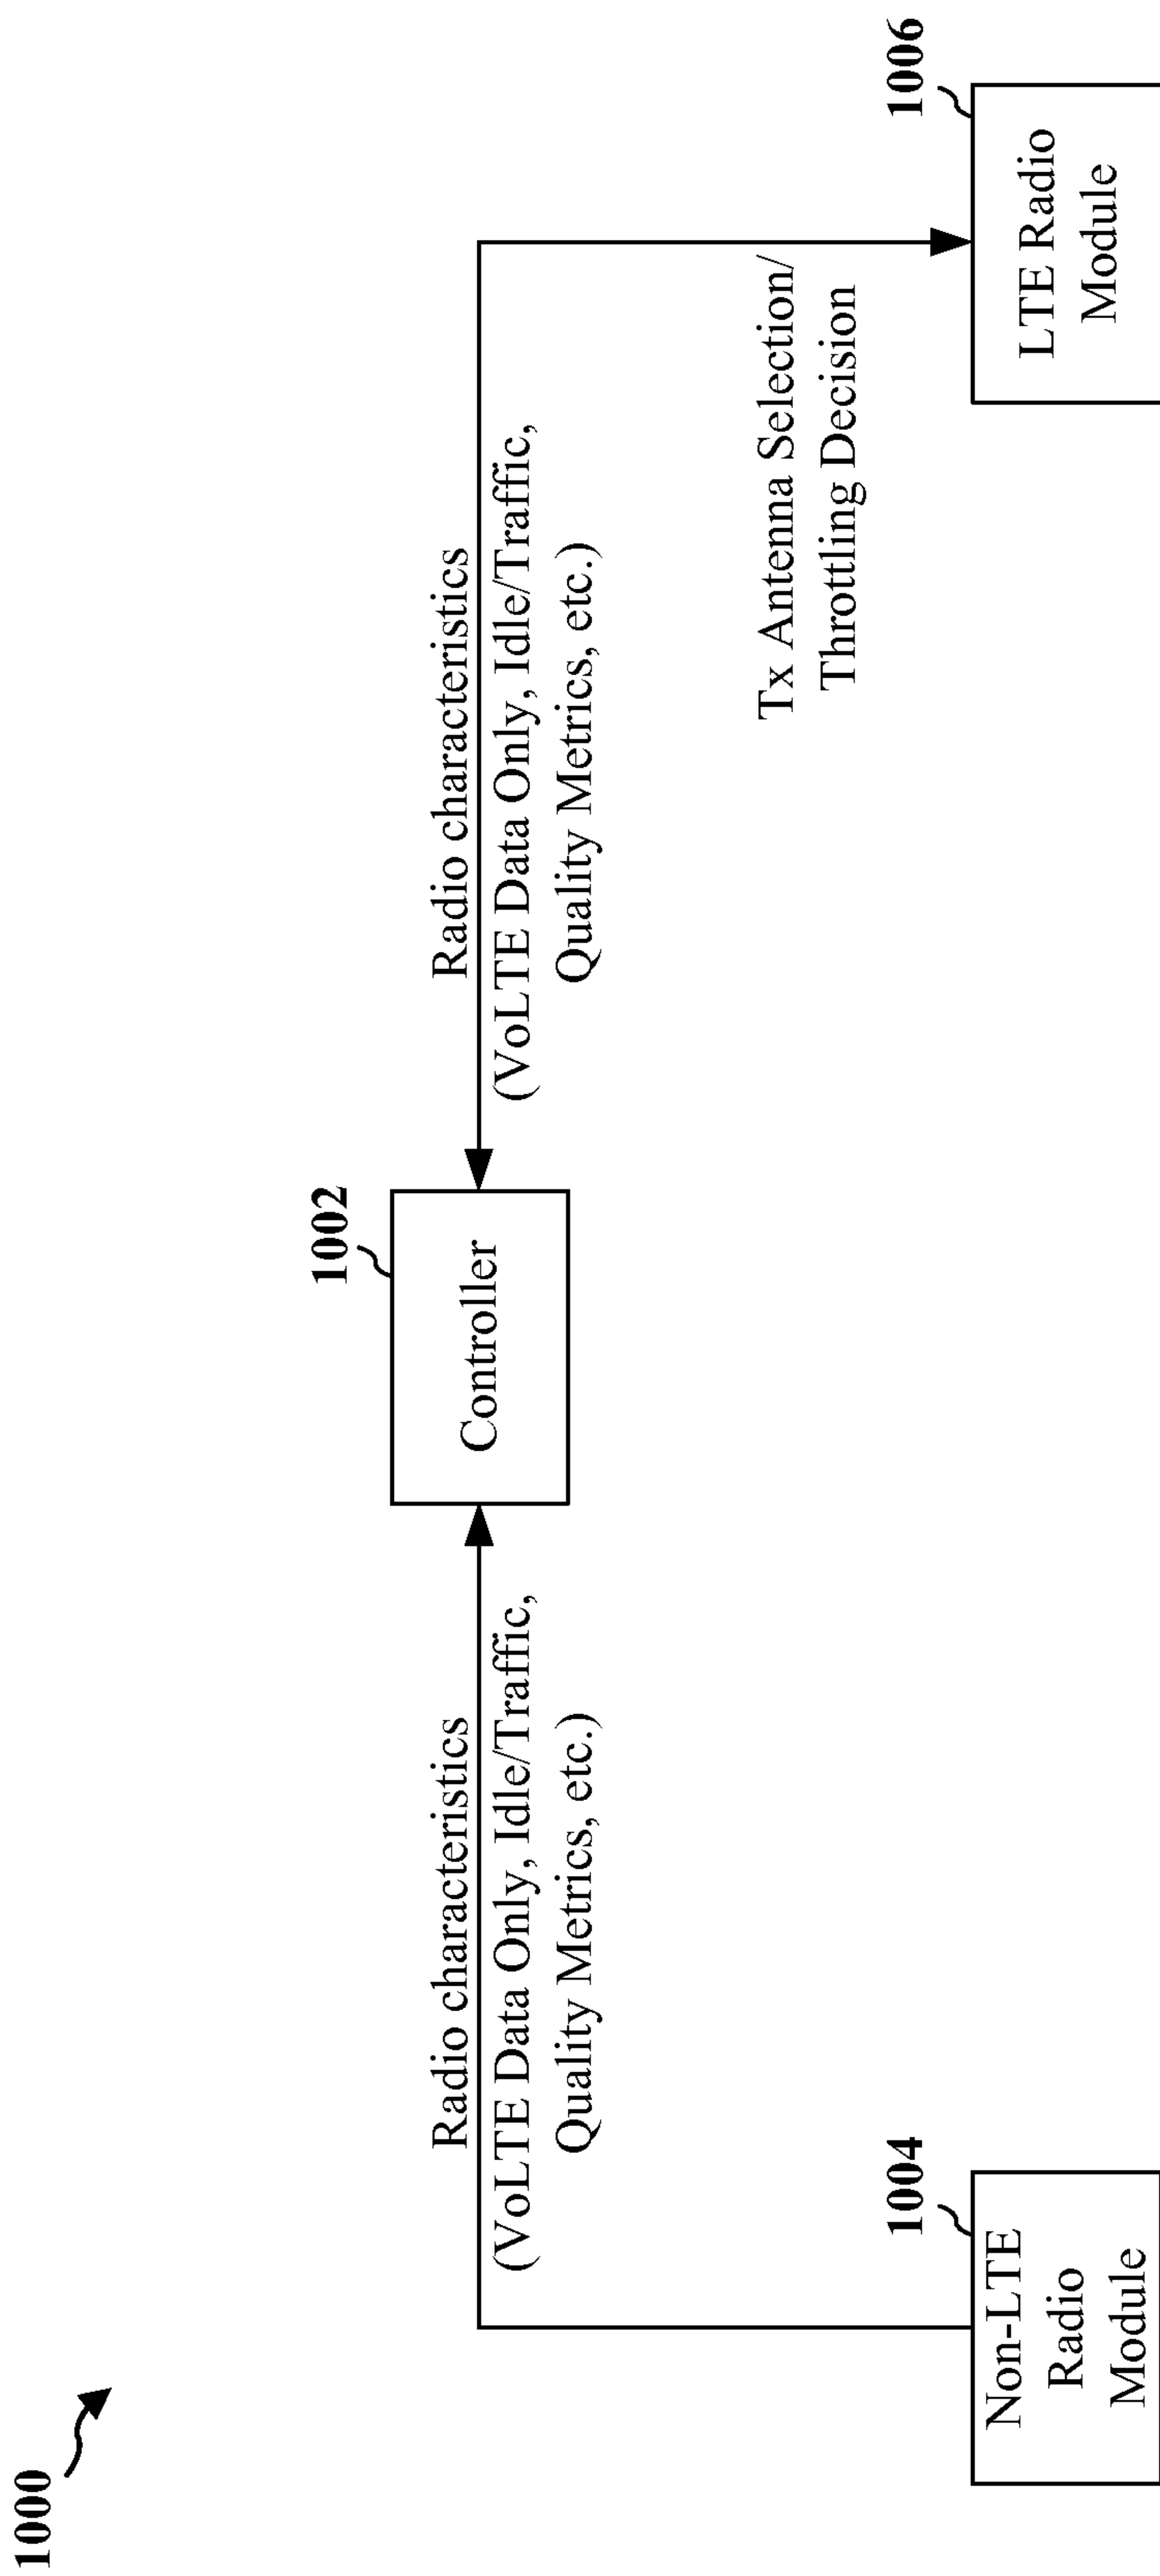 1000
1002
Controller
Radio characteristics
(VoLTE Data Only, Idle/Traffic,
Quality Metrics, etc.)
Radio characteristics
(VoLTE Data Only, Idle/Traffic,
Quality Metrics, etc.)
Tx Antenna Selection/
Throttling Decision
1004
Non-LTE
Radio
Module
1006
LTE Radio
Module